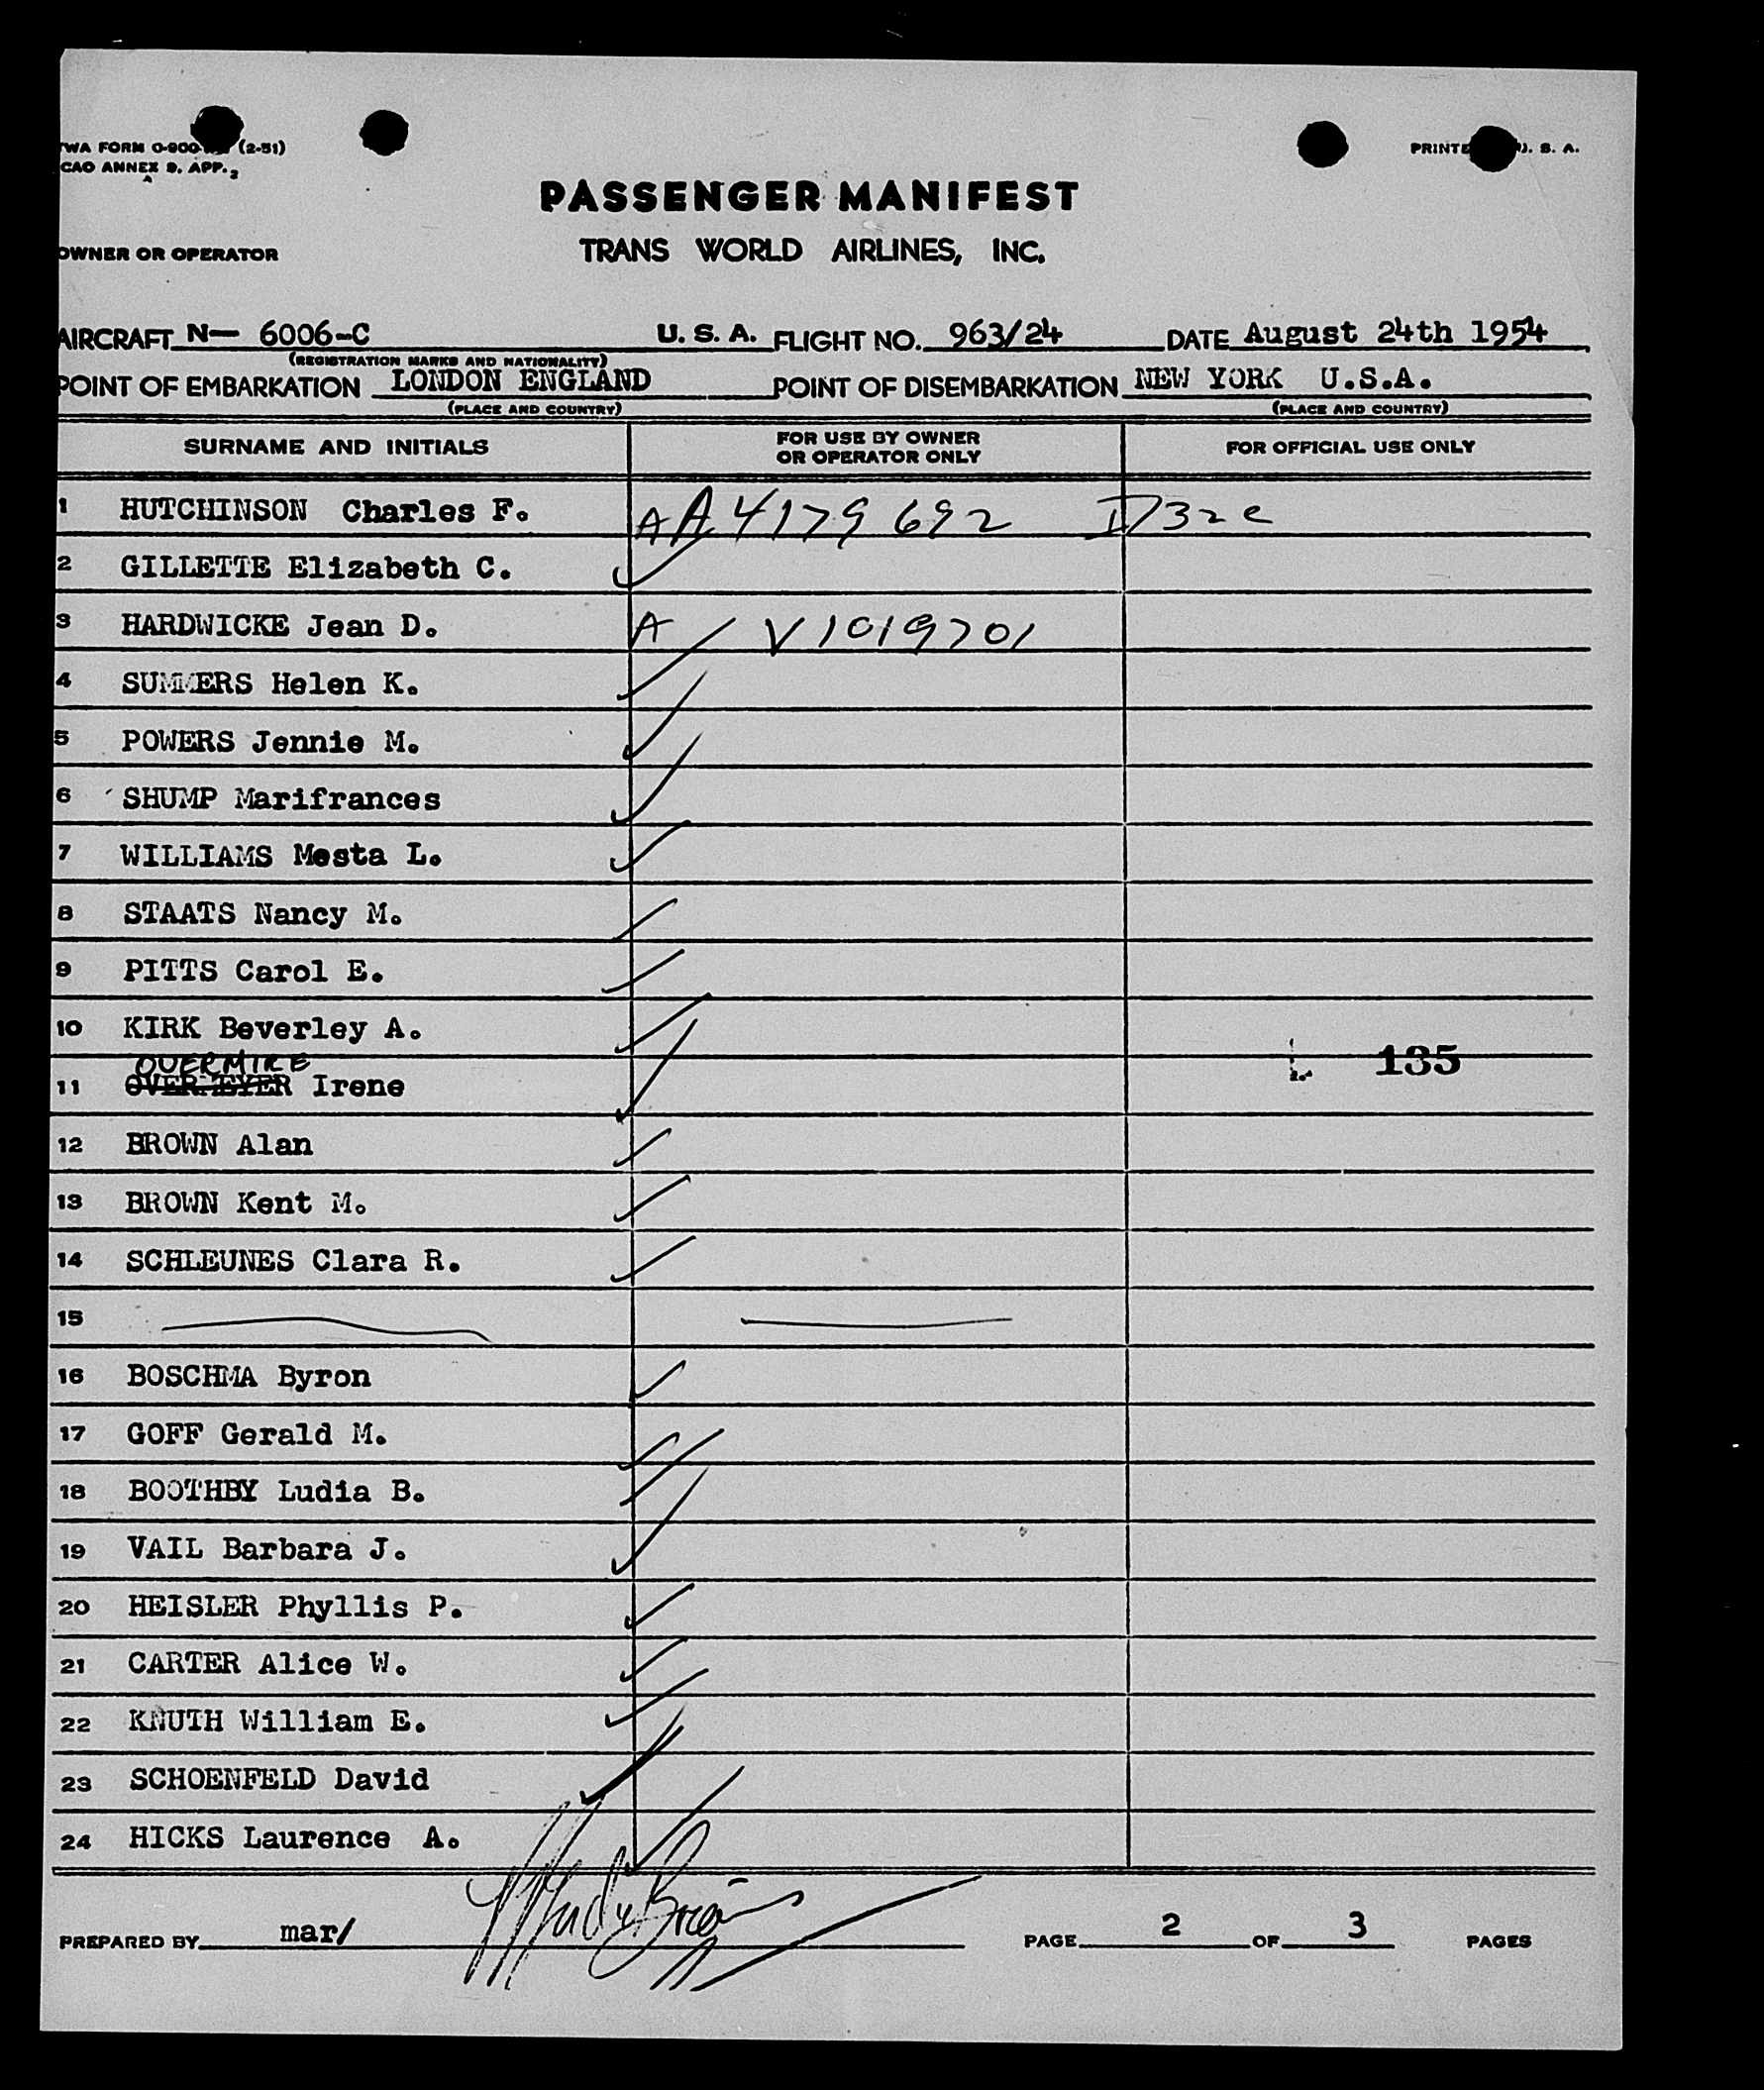 TWA FORM O-900 (2-51) PRINTED U. S. A.
ICAO ANNEX 9. APP. 2
PASSENGER MANIFEST
OWNER OR OPERATOR TRANS WORLD AIRLINES, INC.
AIRCRAFT N— 6006-C U. S. A. FLIGHT NO. 963/24 DATE August 24th 1954
(REGISTRATION MARKS AND NATIONALITY)
POINT OF EMBARKATION LONDON ENGLAND POINT OF DISEMBARKATION NEW YORK U.S.A.
(PLACE AND COUNTRY) (PLACE AND COUNTRY)
SURNAME AND INITIALS FOR USE BY OWNER OR OPERATOR ONLY FOR OFFICIAL USE ONLY
1 HUTCHINSON Charles F. A A4179692
2 GILLETTE Elizabeth C.
3 HARDWICKE Jean D. A V1019701
4 SUMMERS Helen K.
5 POWERS Jennie M.
6 SHUMP Marifrances
7 WILLIAMS Mesta L.
8 STAATS Nancy M.
9 PITTS Carol E.
10 KIRK Beverley A.
OVERMIRE 135
11 OVERMEYER Irene
12 BROWN Alan
13 BROWN Kent M.
14 SCHLEUNES Clara R.
15
16 BOSCHMA Byron
17 GOFF Gerald M.
18 BOOTHBY Ludia B.
19 VAIL Barbara J.
20 HEISLER Phyllis P.
21 CARTER Alice W.
22 KNUTH William E.
23 SCHOENFELD David
24 HICKS Laurence A.
PREPARED BY mar/ PAGE 2 OF 3 PAGES